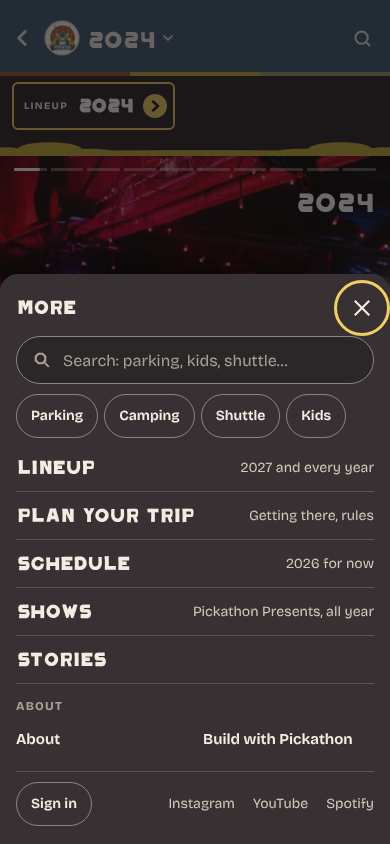 2024
LINEUP 2024
2024
MORE
Search: parking, kids, shuttle...
Parking Camping Shuttle Kids
LINEUP 2027 and every year
PLAN YOUR TRIP Getting there, rules
SCHEDULE 2026 for now
SHOWS Pickathon Presents, all year
STORIES
ABOUT
About Build with Pickathon
Sign in Instagram YouTube Spotify